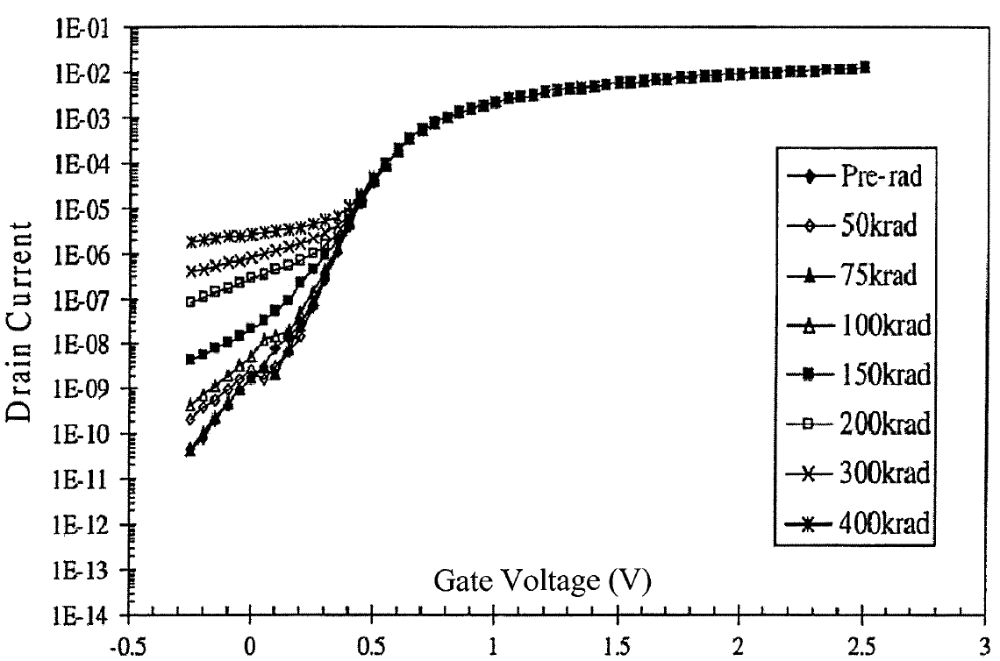 1E-01
1E-02
1E-03
1E-04
1E-05
1E-06
1E-07
1E-08
1E-09
1E-10
1E-11
1E-12
1E-13
1E-14
Drain Current
Pre-rad
50krad
75krad
100krad
150krad
200krad
300krad
400krad
Gate Voltage (V)
-0.5 0 0.5 1 1.5 2 2.5 3